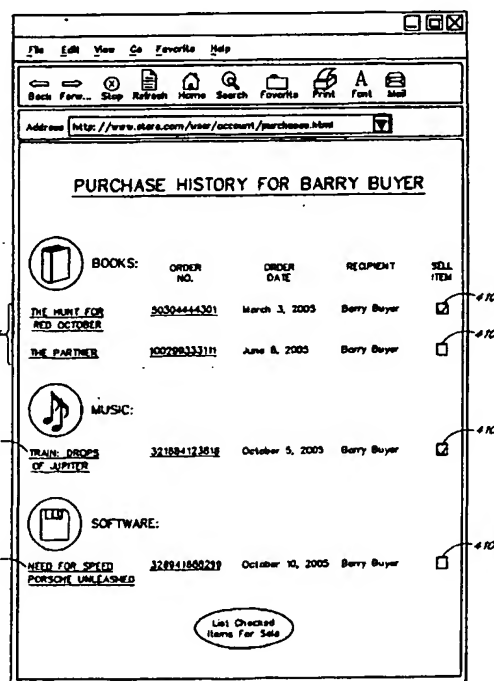 File Edit View Go Favorite Help
Back Forw... Stop Refresh Home Search Favorite Print Font Mail
Address http://www.store.com/user/account/purchases.html
PURCHASE HISTORY FOR BARRY BUYER
BOOKS: ORDER NO. ORDER DATE RECIPIENT SELL ITEM
THE HUNT FOR RED OCTOBER 50304444301 March 3, 2005 Barry Buyer 410
THE PARTNER June 8, 2005 Barry Buyer 410
MUSIC:
TRAIN: DROPS OF JUPITER October 5, 2005 Barry Buyer 410
SOFTWARE:
NEED FOR SPEED PORSCHE UNLEASHED October 10, 2005 Barry Buyer 410
List Checked
Items For Sale